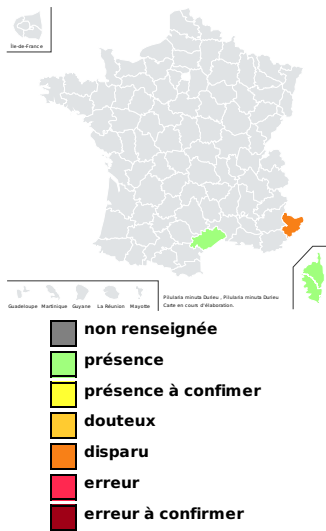 Île-de-France
Guadeloupe Martinique Guyane La Réunion Mayotte
Pilularia minuta Durieu , Pilularia minuta Durieu
Carte en cours d'élaboration.
non renseignée
présence
présence à confimer
douteux
disparu
erreur
erreur à confirmer